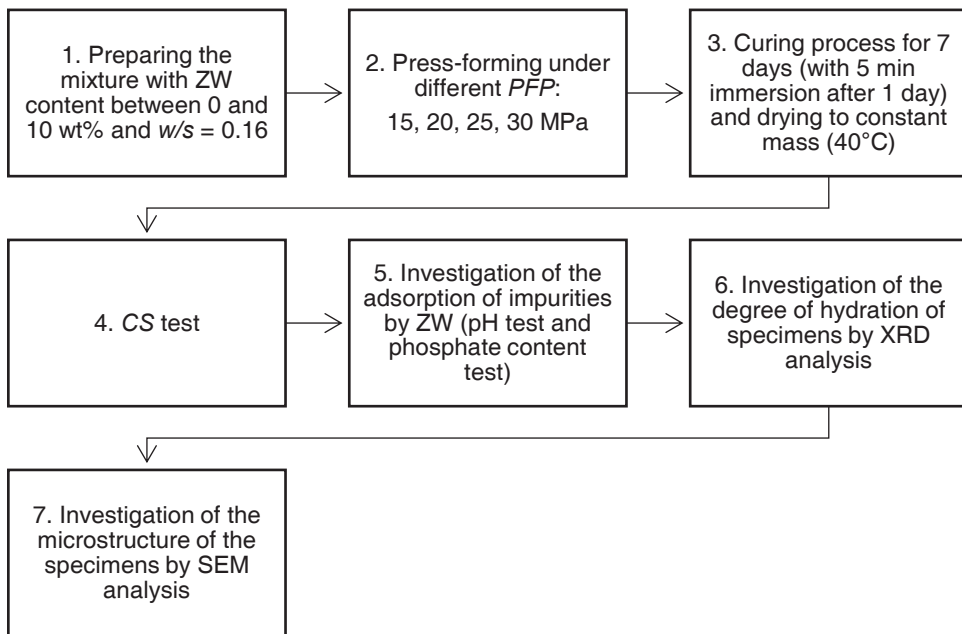 1. Preparing the
mixture with ZW
content between 0 and
10 wt% and w/s = 0.16
2. Press-forming under
different PFP:
15, 20, 25, 30 MPa
3. Curing process for 7
days (with 5 min
immersion after 1 day)
and drying to constant
mass (40°C)
4. CS test
5. Investigation of the
adsorption of impurities
by ZW (pH test and
phosphate content
test)
6. Investigation of the
degree of hydration of
specimens by XRD
analysis
7. Investigation of the
microstructure of the
specimens by SEM
analysis